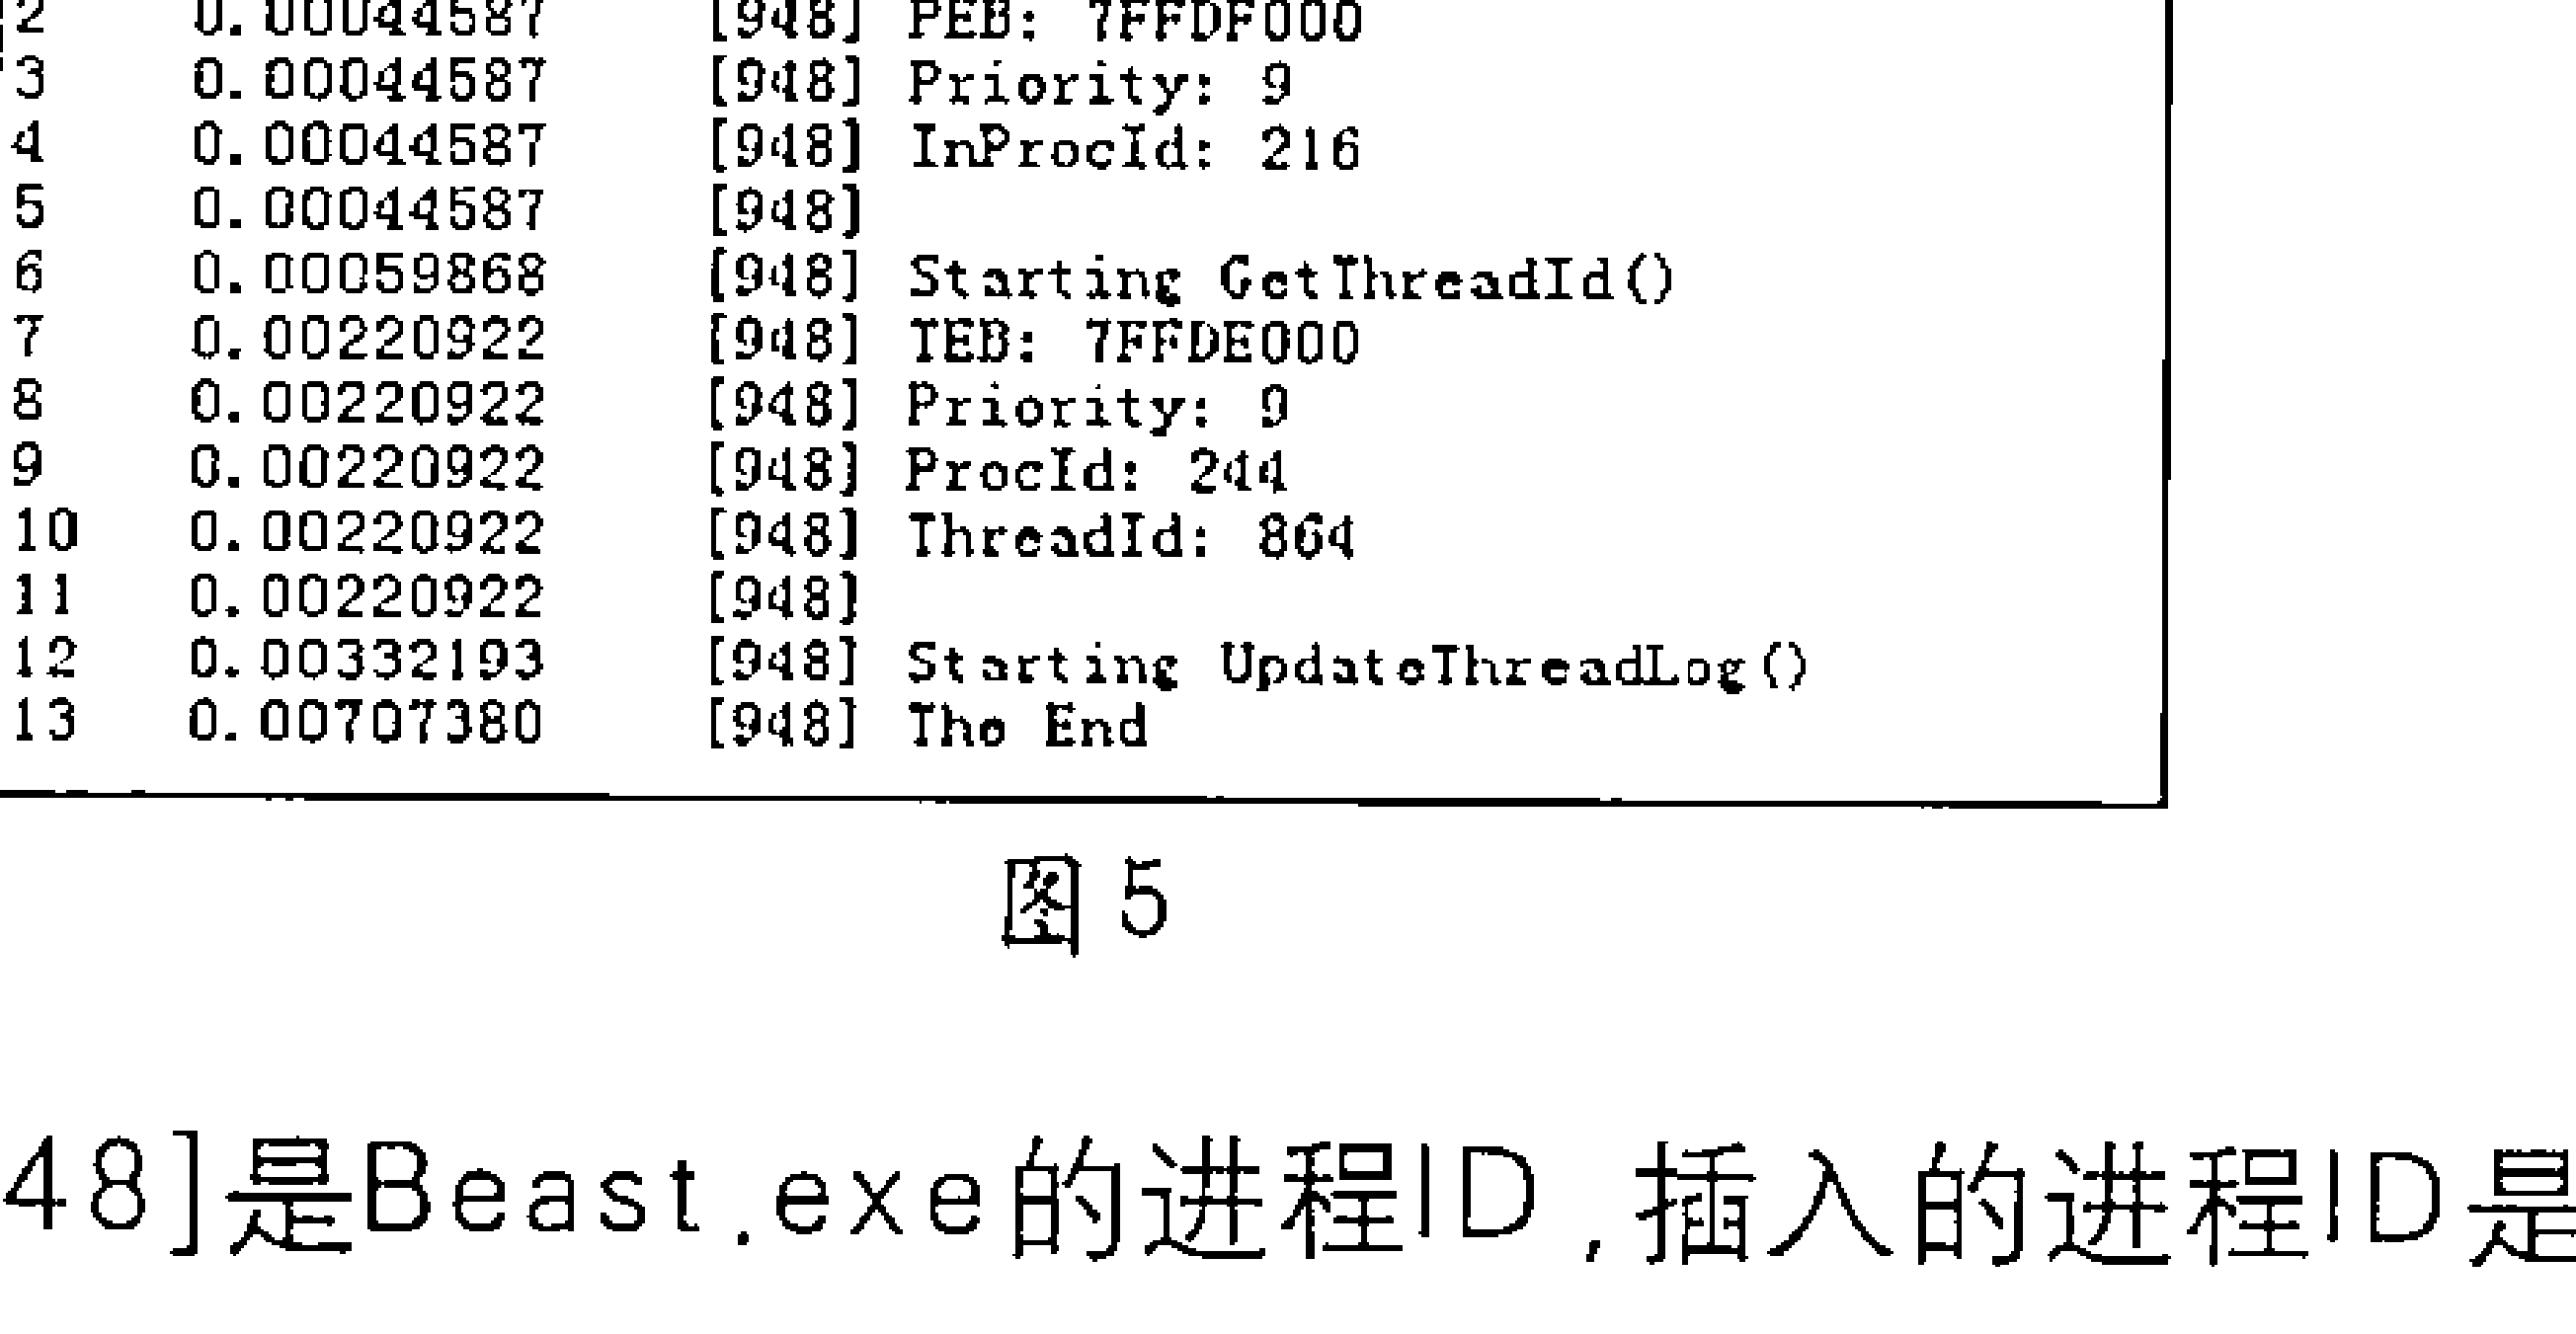 2 0.00044587 [948] PEB: 7FFDF000
3 0.00044587 [948] Priority: 9
4 0.00044587 [948] InProcId: 216
5 0.00044587 [948]
6 0.00059868 [948] Starting GetThreadId()
7 0.00220922 [948] TEB: 7FFDE000
8 0.00220922 [948] Priority: 9
9 0.00220922 [948] ProcId: 244
10 0.00220922 [948] ThreadId: 864
11 0.00220922 [948]
12 0.00332193 [948] Starting UpdateThreadLog()
13 0.00707380 [948] The End
图 5
48]是Beast.exe的进程ID,插入的进程ID是